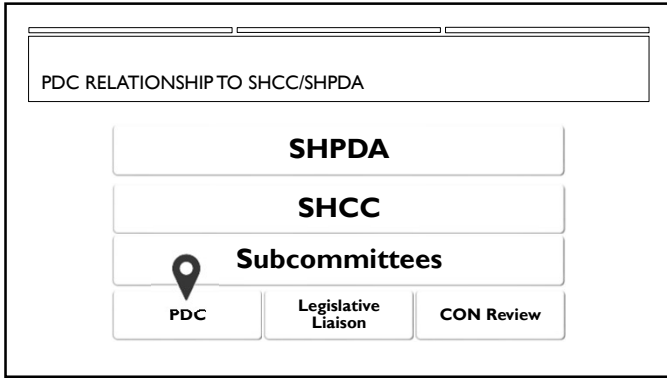 PDC RELATIONSHIP TO SHCC/SHPDA
SHPDA
SHCC
Subcommittees
PDC
Legislative
Liaison
CON Review